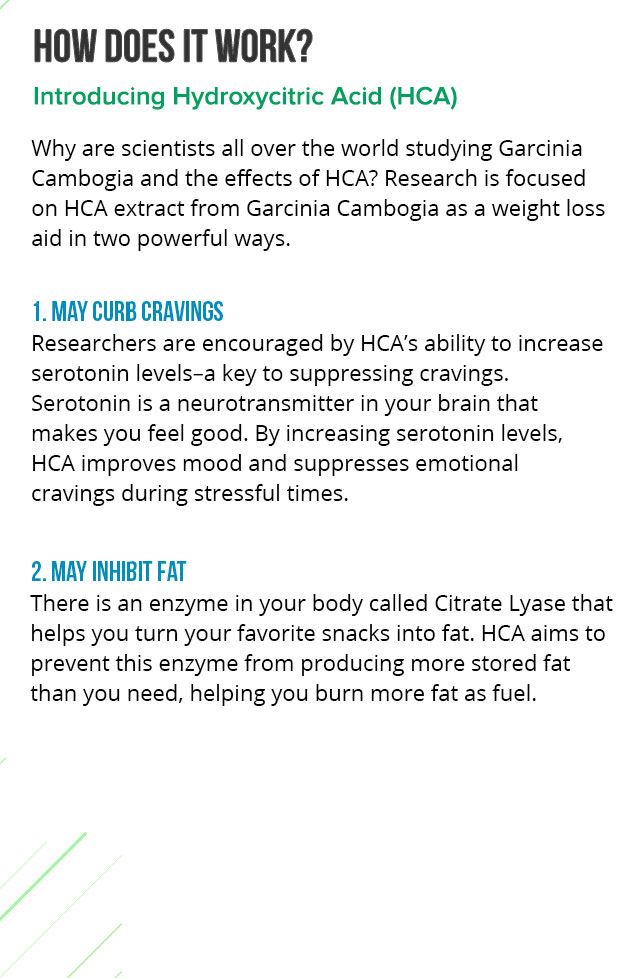 HOW DOES IT WORK?
Introducing Hydroxycitric Acid (HCA)
Why are scientists all over the world studying Garcinia
Cambogia and the effects of HCA? Research is focused
on HCA extract from Garcinia Cambogia as a weight loss
aid in two powerful ways.
1. MAY CURB CRAVINGS
Researchers are encouraged by HCA’s ability to increase
serotonin levels–a key to suppressing cravings.
Serotonin is a neurotransmitter in your brain that
makes you feel good. By increasing serotonin levels,
HCA improves mood and suppresses emotional
cravings during stressful times.
2. MAY INHIBIT FAT
There is an enzyme in your body called Citrate Lyase that
helps you turn your favorite snacks into fat. HCA aims to
prevent this enzyme from producing more stored fat
than you need, helping you burn more fat as fuel.